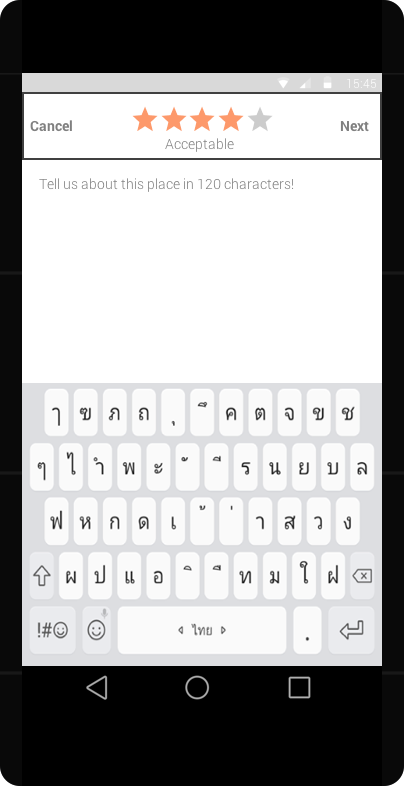 15:45
Cancel
Next
Acceptable
Tell us about this place in 120 characters!
ๅ ฃ ภ ถ ุ ึ ค ต จ ข ช
ๆ ไ ำ พ ะ ั ี ร น ย บ ล
ฟ ห ก ด เ ้ ่ า ส ว ง
ผ ป แ อ ิ ื ท ม ใ ฝ
!#☺ ไทย .